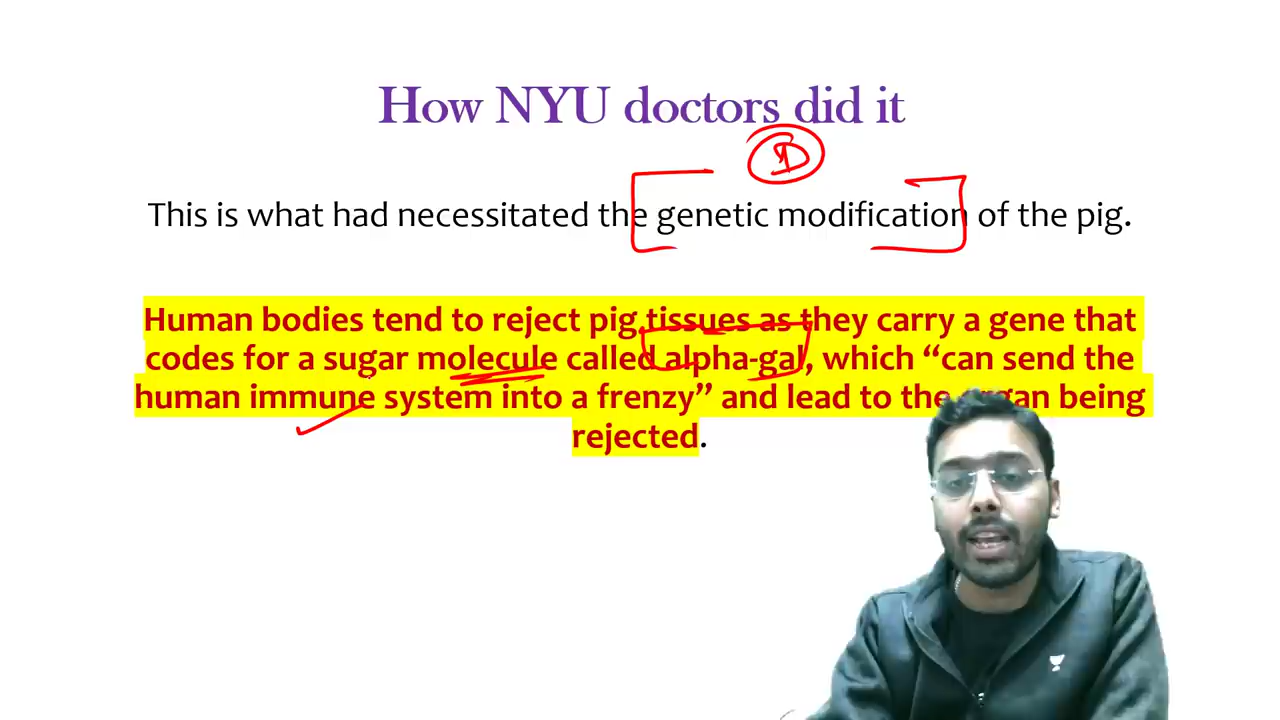 How NYU doctors did it
This is what had necessitated the genetic modification of the pig.
Human bodies tend to reject pig tissues as they carry a gene that
codes for a sugar molecule called alpha-gal, which “can send the
human immune system into a frenzy” and lead to the organ being
rejected.